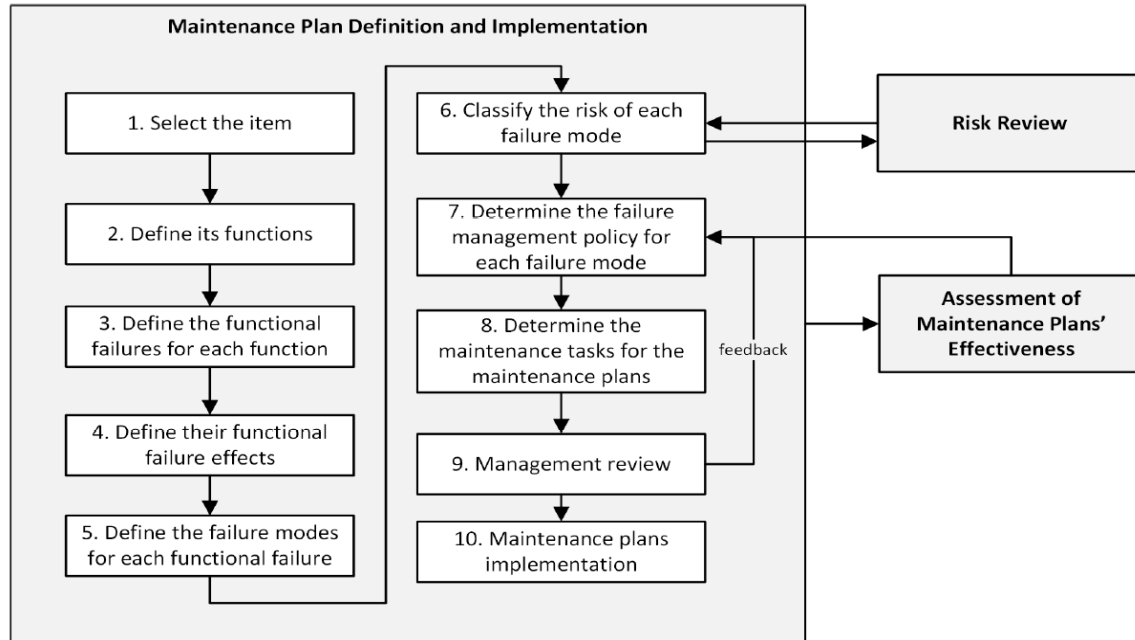 Maintenance Plan Definition and Implementation
1. Select the item
2. Define its functions
3. Define the functional
failures for each function
4. Define their functional
failure effects
5. Define the failure modes
for each functional failure
6. Classify the risk of each
failure mode
7. Determine the failure
management policy for
each failure mode
8. Determine the
maintenance tasks for the
maintenance plans
9. Management review
10. Maintenance plans
implementation
feedback
Risk Review
Assessment of
Maintenance Plans’
Effectiveness